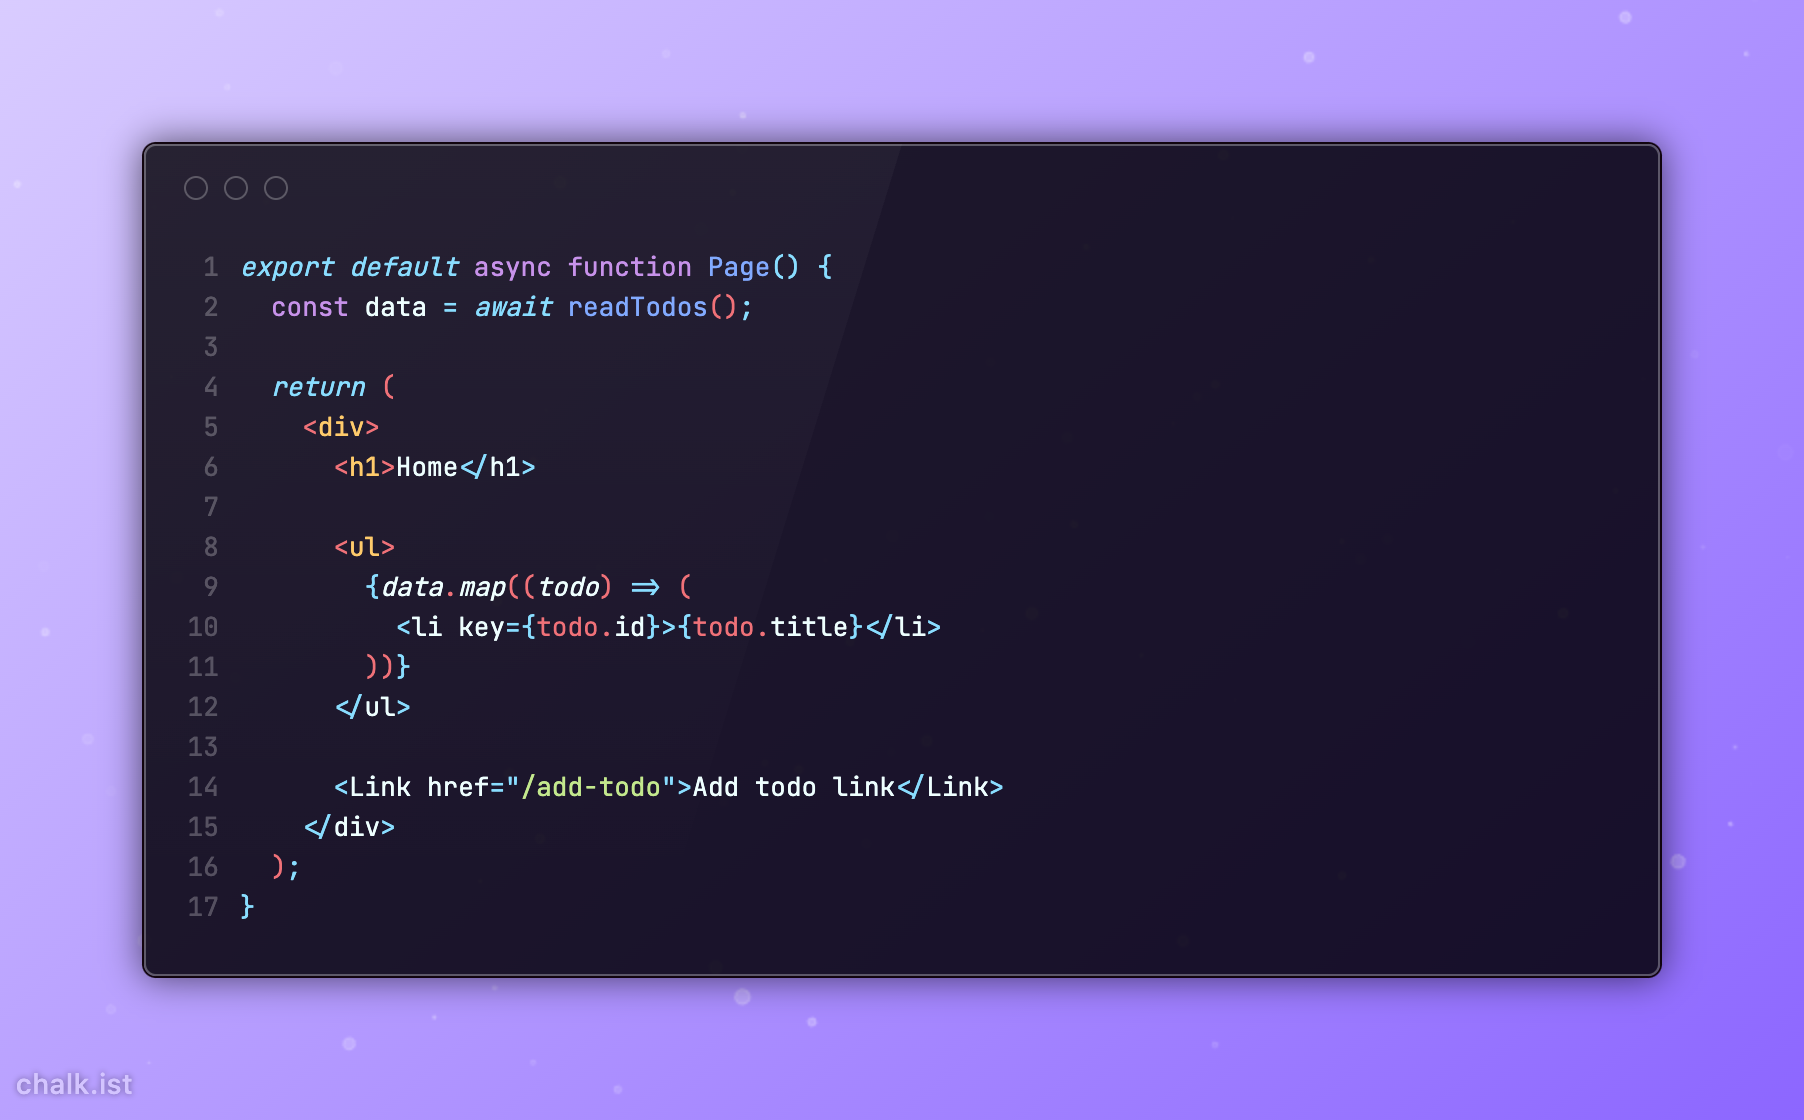 1 export default async function Page() {
2   const data = await readTodos();
3
4   return (
5     <div>
6       <h1>Home</h1>
7
8       <ul>
9         {data.map((todo) => (
10           <li key={todo.id}>{todo.title}</li>
11         ))}
12       </ul>
13
14       <Link href="/add-todo">Add todo link</Link>
15     </div>
16   );
17 }
chalk.ist